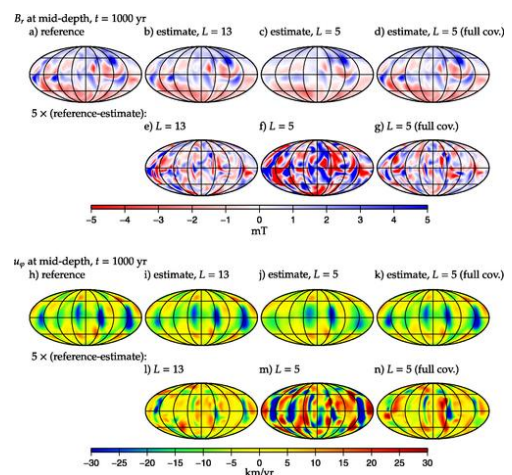 Br at mid-depth, t = 1000 yr
a) reference b) estimate, L = 13 c) estimate, L = 5 d) estimate, L = 5 (full cov.)
5 × (reference-estimate):
e) L = 13 f) L = 5 g) L = 5 (full cov.)
−5 −4 −3 −2 −1 0 1 2 3 4 5
mT
uφ at mid-depth, t = 1000 yr
h) reference i) estimate, L = 13 j) estimate, L = 5 k) estimate, L = 5 (full cov.)
5 × (reference-estimate):
l) L = 13 m) L = 5 n) L = 5 (full cov.)
−30 −25 −20 −15 −10 −5 0 5 10 15 20 25 30
km/yr